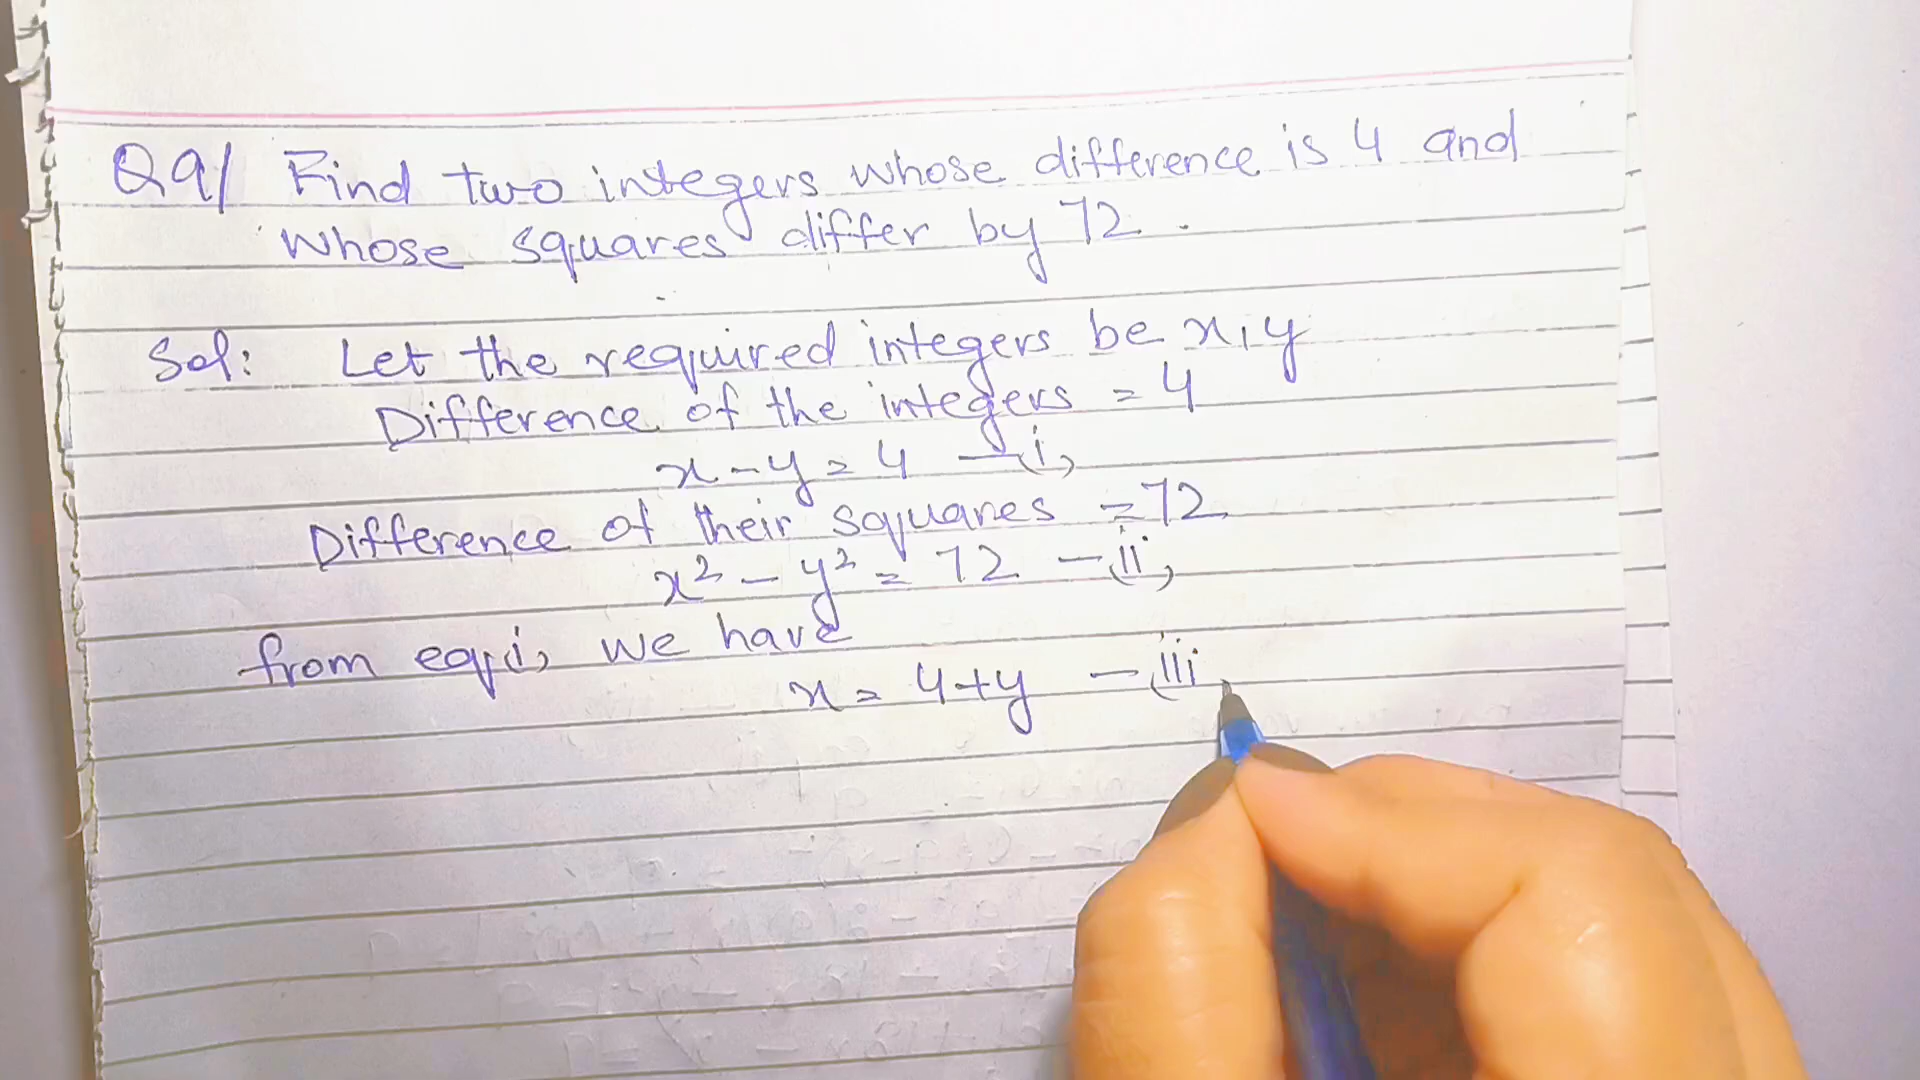 Q9/ Find two integers whose difference is 4 and
whose squares differ by 72.
Sol: Let the required integers be x, y
Difference of the integers = 4
x - y = 4 - (i)
Difference of their squares = 72
x² - y² = 72 - (ii)
from eq (i) we have
x = 4+y - (iii